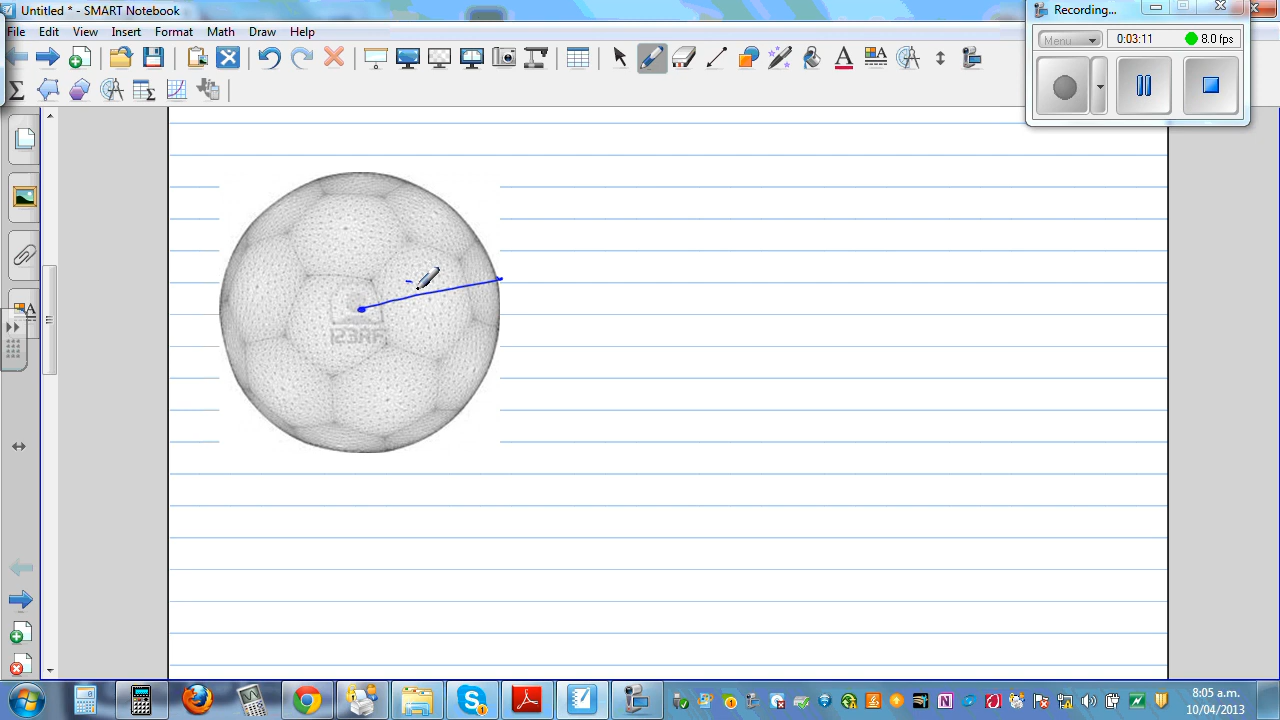 Untitled * - SMART Notebook
Recording...
File Edit View Insert Format Math Draw Help
Menu 0:03:11 8.0 fps
8:05 a.m.
10/04/2013